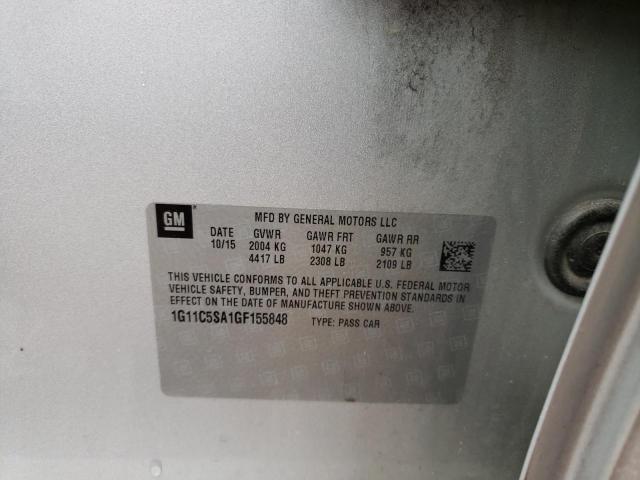 GM
MFD BY GENERAL MOTORS LLC
DATE GVWR GAWR FRT GAWR RR
10/15 2004 KG 1047 KG 957 KG
4417 LB 2308 LB 2109 LB
THIS VEHICLE CONFORMS TO ALL APPLICABLE U.S. FEDERAL MOTOR
VEHICLE SAFETY, BUMPER, AND THEFT PREVENTION STANDARDS IN
EFFECT ON THE DATE OF MANUFACTURE SHOWN ABOVE.
1G11C5SA1GF155848 TYPE: PASS CAR